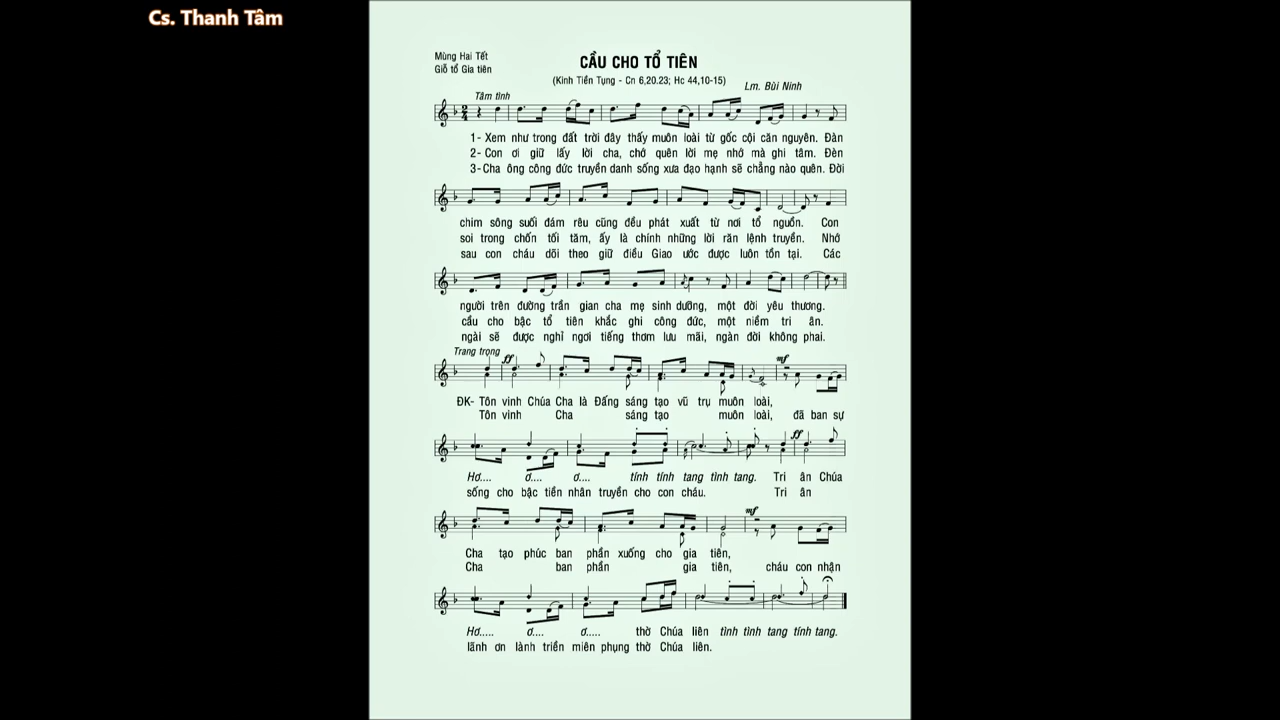 Cs. Thanh Tâm
Mùng Hai Tết
Giỗ tổ Gia tiên
CẦU CHO TỔ TIÊN
(Kinh Tiền Tụng - Cn 6,20.23; Hc 44,10-15)
Lm. Bùi Ninh
Tâm tình
1- Xem như trong đất trời đây thấy muôn loài từ gốc cội căn nguyên. Đàn
2- Con ơi giữ lấy lời cha, chớ quên lời mẹ nhớ mà ghi tâm. Đèn
3- Cha ông công đức truyền danh sống xưa đạo hạnh sẽ chẳng nào quên. Đời
chim sông suối đám rêu cũng đều phát xuất từ nơi tổ nguồn. Con
soi trong chốn tối tăm, ấy là chính những lời răn lệnh truyền. Nhớ
sau con cháu dõi theo giữ điều Giao ước được luôn tồn tại. Các
người trên đường trần gian cha mẹ sinh dưỡng, một đời yêu thương.
cầu cho bậc tổ tiên khắc ghi công đức, một niềm tri ân.
ngài sẽ được nghỉ ngơi tiếng thơm lưu mãi, ngàn đời không phai.
Trang trọng ff mf
ĐK- Tôn vinh Chúa Cha là Đấng sáng tạo vũ trụ muôn loài,
Tôn vinh Cha sáng tạo muôn loài, đã ban sự
ff
Hơ.... ơ.... ơ.... tính tính tang tình tang. Tri ân Chúa
sống cho bậc tiền nhân truyền cho con cháu. Tri ân
mf
Cha tạo phúc ban phần xuống cho gia tiên,
Cha ban phần gia tiên, cháu con nhận
Hơ..... ơ.... ơ..... thờ Chúa liên tình tình tang tính tang.
lãnh ơn lành triền miên phụng thờ Chúa liên.